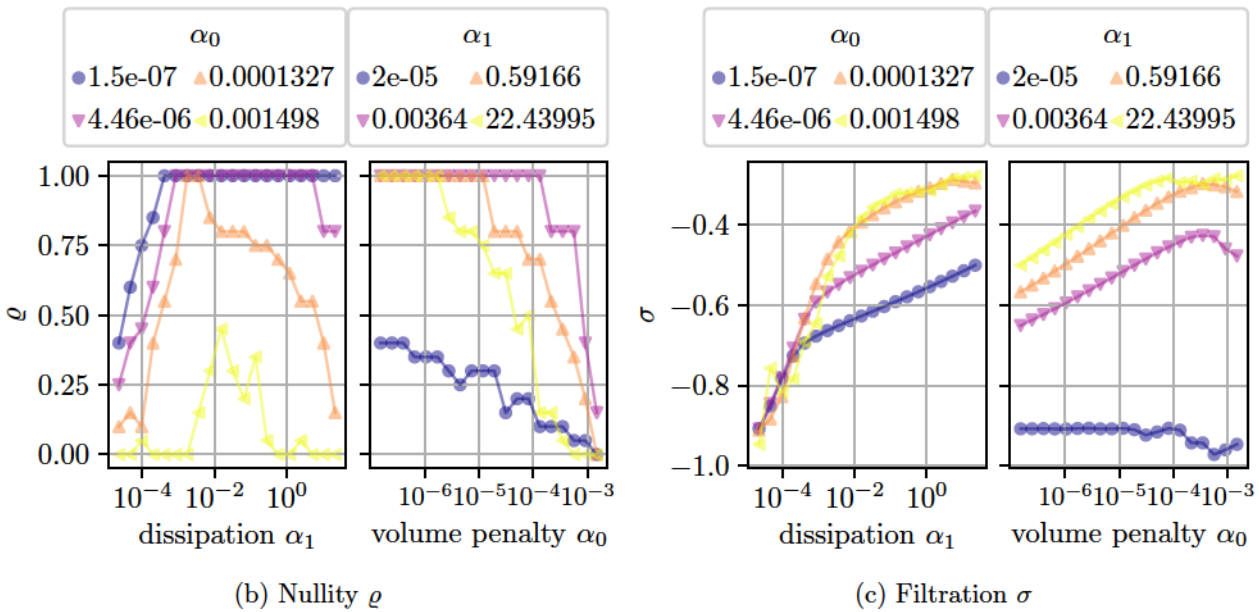 α₀ α₁ α₀ α₁
1.5e-07 0.0001327 2e-05 0.59166 1.5e-07 0.0001327 2e-05 0.59166
4.46e-06 0.001498 0.00364 22.43995 4.46e-06 0.001498 0.00364 22.43995
1.00
0.75
0.50
0.25
0.00
ϱ
10⁻⁴ 10⁻² 10⁰ 10⁻⁶ 10⁻⁵ 10⁻⁴ 10⁻³
dissipation α₁ volume penalty α₀
−0.4
−0.6
−0.8
−1.0
σ
10⁻⁴ 10⁻² 10⁰ 10⁻⁶ 10⁻⁵ 10⁻⁴ 10⁻³
dissipation α₁ volume penalty α₀
(b) Nullity ϱ (c) Filtration σ